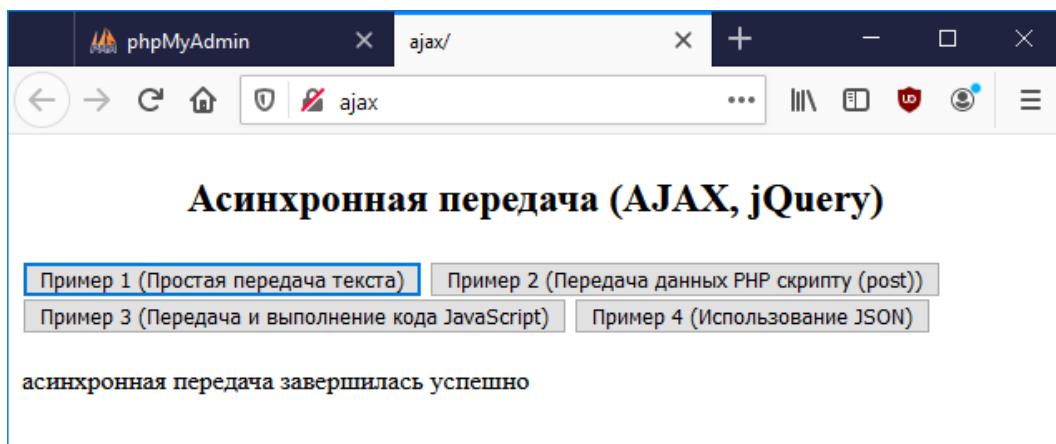 phpMyAdmin ajax/
ajax
Асинхронная передача (AJAX, jQuery)
Пример 1 (Простая передача текста) Пример 2 (Передача данных PHP скрипту (post))
Пример 3 (Передача и выполнение кода JavaScript) Пример 4 (Использование JSON)
асинхронная передача завершилась успешно